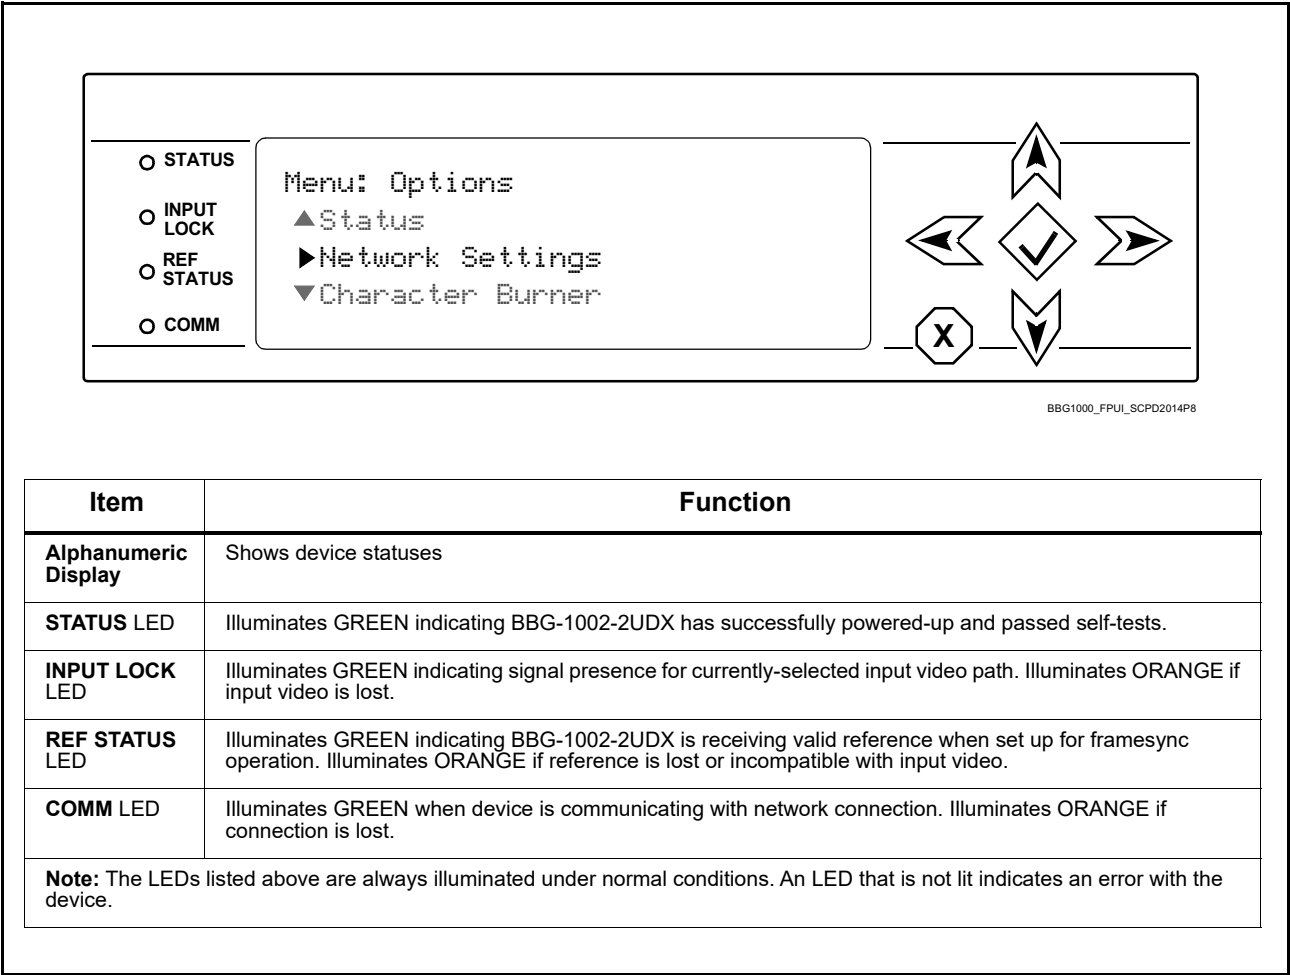 STATUS
INPUT
LOCK
REF
STATUS
COMM
Menu: Options
▲Status
▶Network Settings
▼Character Burner
X
BBG1000_FPUI_SCPD2014P8
Item Function
Alphanumeric
Display
Shows device statuses
STATUS LED
Illuminates GREEN indicating BBG-1002-2UDX has successfully powered-up and passed self-tests.
INPUT LOCK
LED
Illuminates GREEN indicating signal presence for currently-selected input video path. Illuminates ORANGE if
input video is lost.
REF STATUS
LED
Illuminates GREEN indicating BBG-1002-2UDX is receiving valid reference when set up for framesync
operation. Illuminates ORANGE if reference is lost or incompatible with input video.
COMM LED
Illuminates GREEN when device is communicating with network connection. Illuminates ORANGE if
connection is lost.
Note: The LEDs listed above are always illuminated under normal conditions. An LED that is not lit indicates an error with the
device.